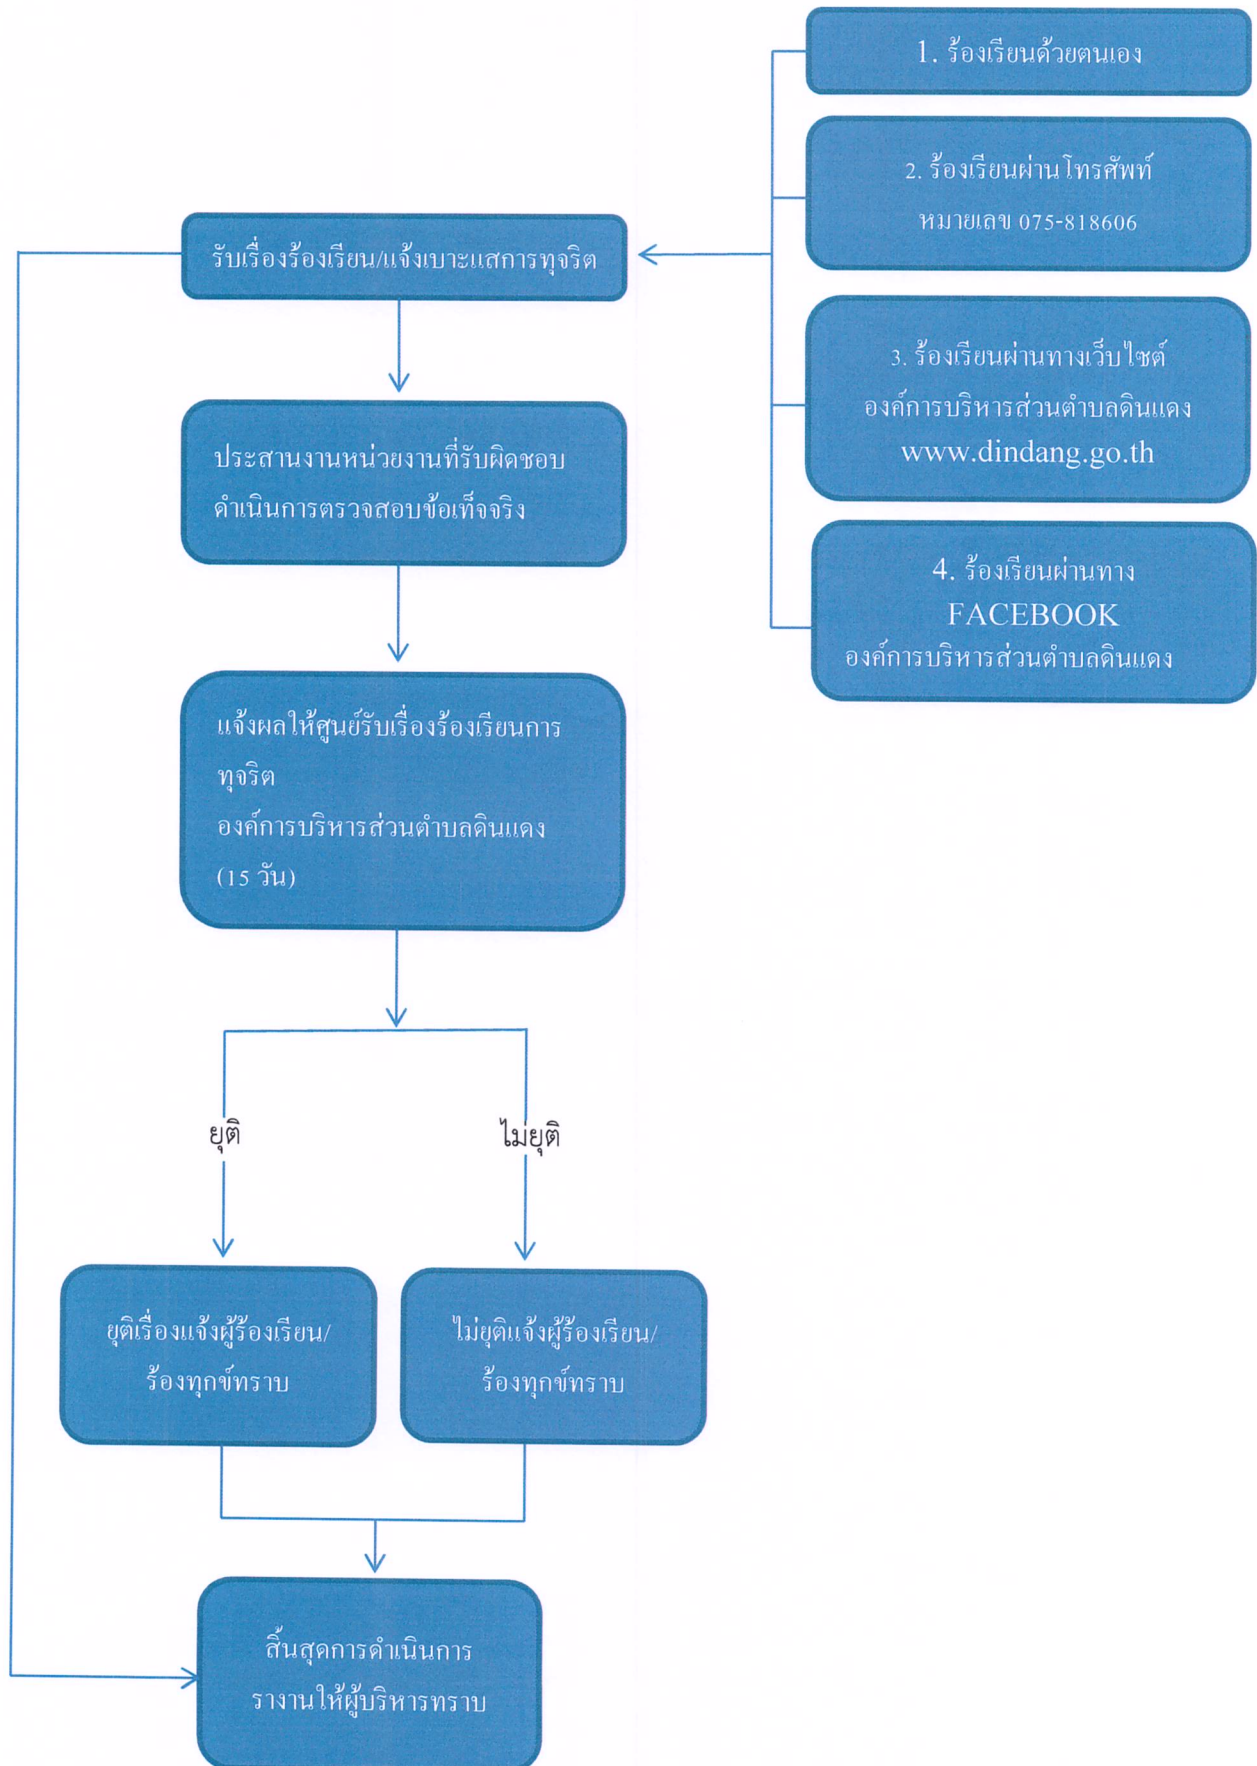 1. ร้องเรียนด้วยตนเอง
2. ร้องเรียนผ่านโทรศัพท์
หมายเลข 075-818606
3. ร้องเรียนผ่านทางเว็บไซต์
องค์การบริหารส่วนตำบลดินแดง
www.dindang.go.th
4. ร้องเรียนผ่านทาง
FACEBOOK
องค์การบริหารส่วนตำบลดินแดง
รับเรื่องร้องเรียน/แจ้งเบาะแสการทุจริต
ประสานงานหน่วยงานที่รับผิดชอบ
ดำเนินการตรวจสอบข้อเท็จจริง
แจ้งผลให้ศูนย์รับเรื่องร้องเรียนการ
ทุจริต
องค์การบริหารส่วนตำบลดินแดง
(15 วัน)
ยุติ
ไม่ยุติ
ยุติเรื่องแจ้งผู้ร้องเรียน/
ร้องทุกข์ทราบ
ไม่ยุติแจ้งผู้ร้องเรียน/
ร้องทุกข์ทราบ
สิ้นสุดการดำเนินการ
รางานให้ผู้บริหารทราบ